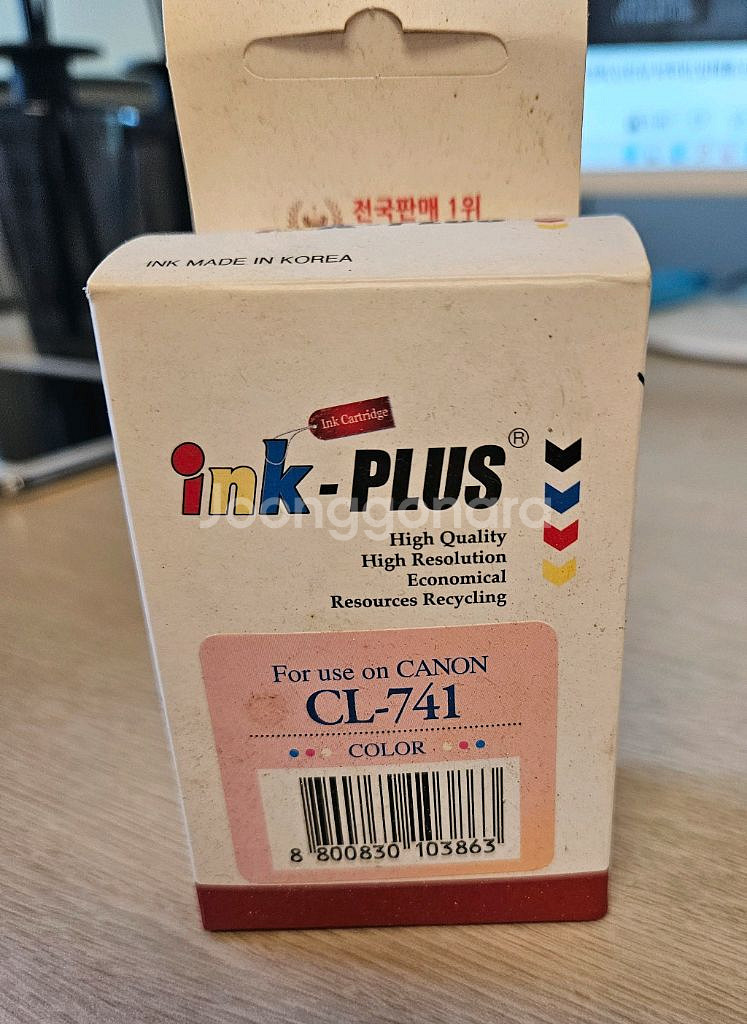 전국판매 1위
INK MADE IN KOREA
Ink Cartridge
ink-PLUS®
Joonggonara
High Quality
High Resolution
Economical
Resources Recycling
For use on CANON
CL-741
COLOR
8 800830 103863